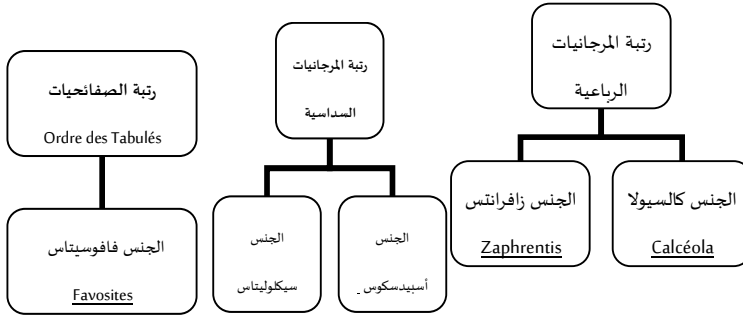 رتبة المرجانيات
الرباعية
رتبة المرجانيات
السداسية
رتبة الصفائحيات
Ordre des Tabulés
الجنس كالسيولا
Calcéola
الجنس زافرانتس
Zaphrentis
الجنس
أسبيدسكوس
الجنس
سيكلوليتاس
الجنس فافوسيتاس
Favosites